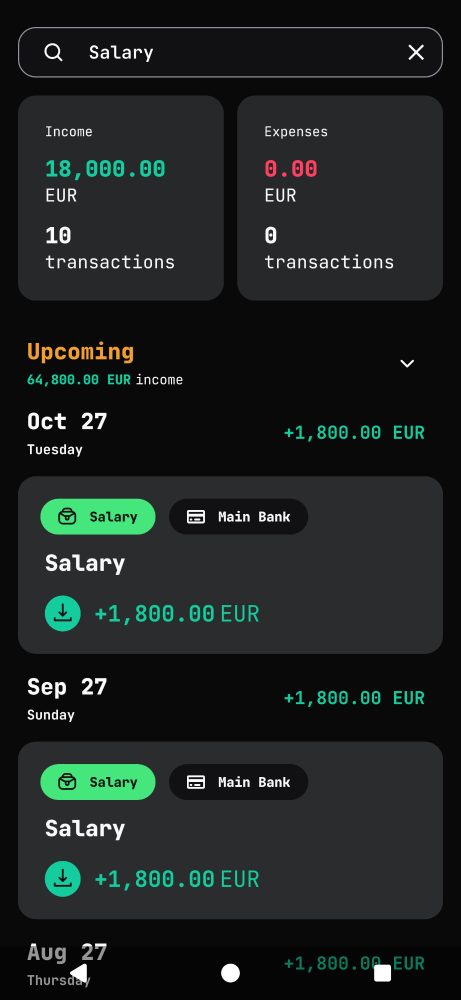 Salary
Income
18,000.00
EUR
10
transactions
Expenses
0.00
EUR
0
transactions
Upcoming
64,800.00 EUR income
Oct 27
Tuesday
+1,800.00 EUR
Salary
Main Bank
Salary
+1,800.00 EUR
Sep 27
Sunday
+1,800.00 EUR
Salary
Main Bank
Salary
+1,800.00 EUR
Aug 27
Thursday
+1,800.00 EUR